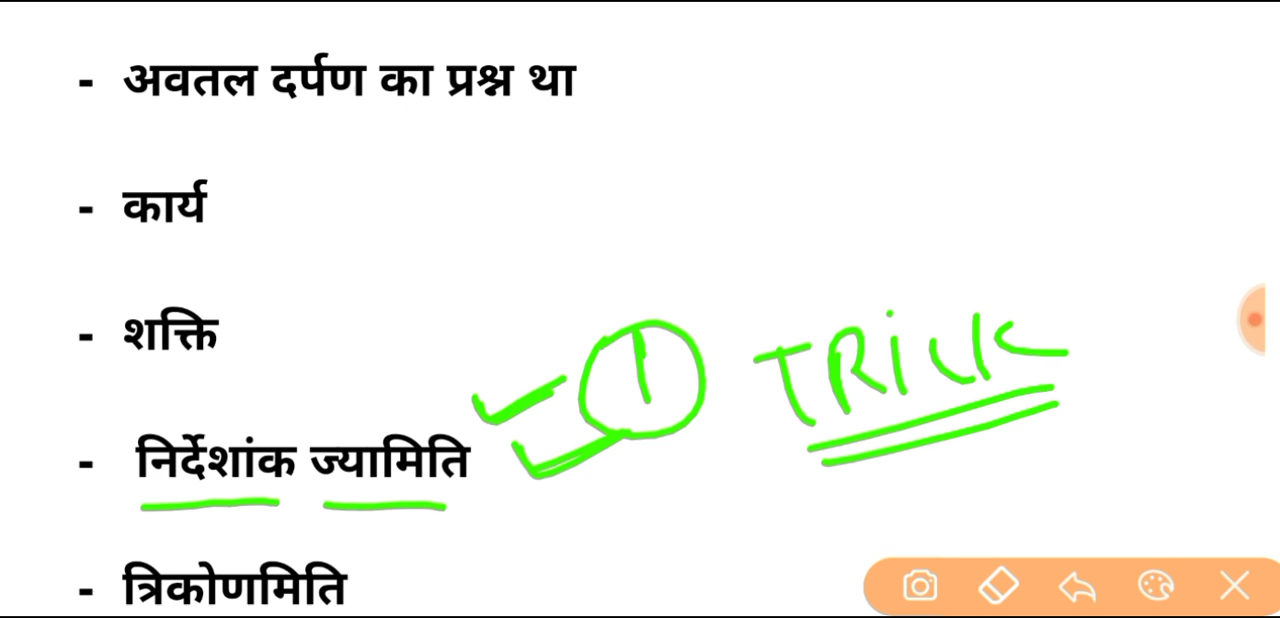 - अवतल दर्पण का प्रश्न था
- कार्य
- शक्ति
1 TRICK
- निर्देशांक ज्यामिति
- त्रिकोणमिति